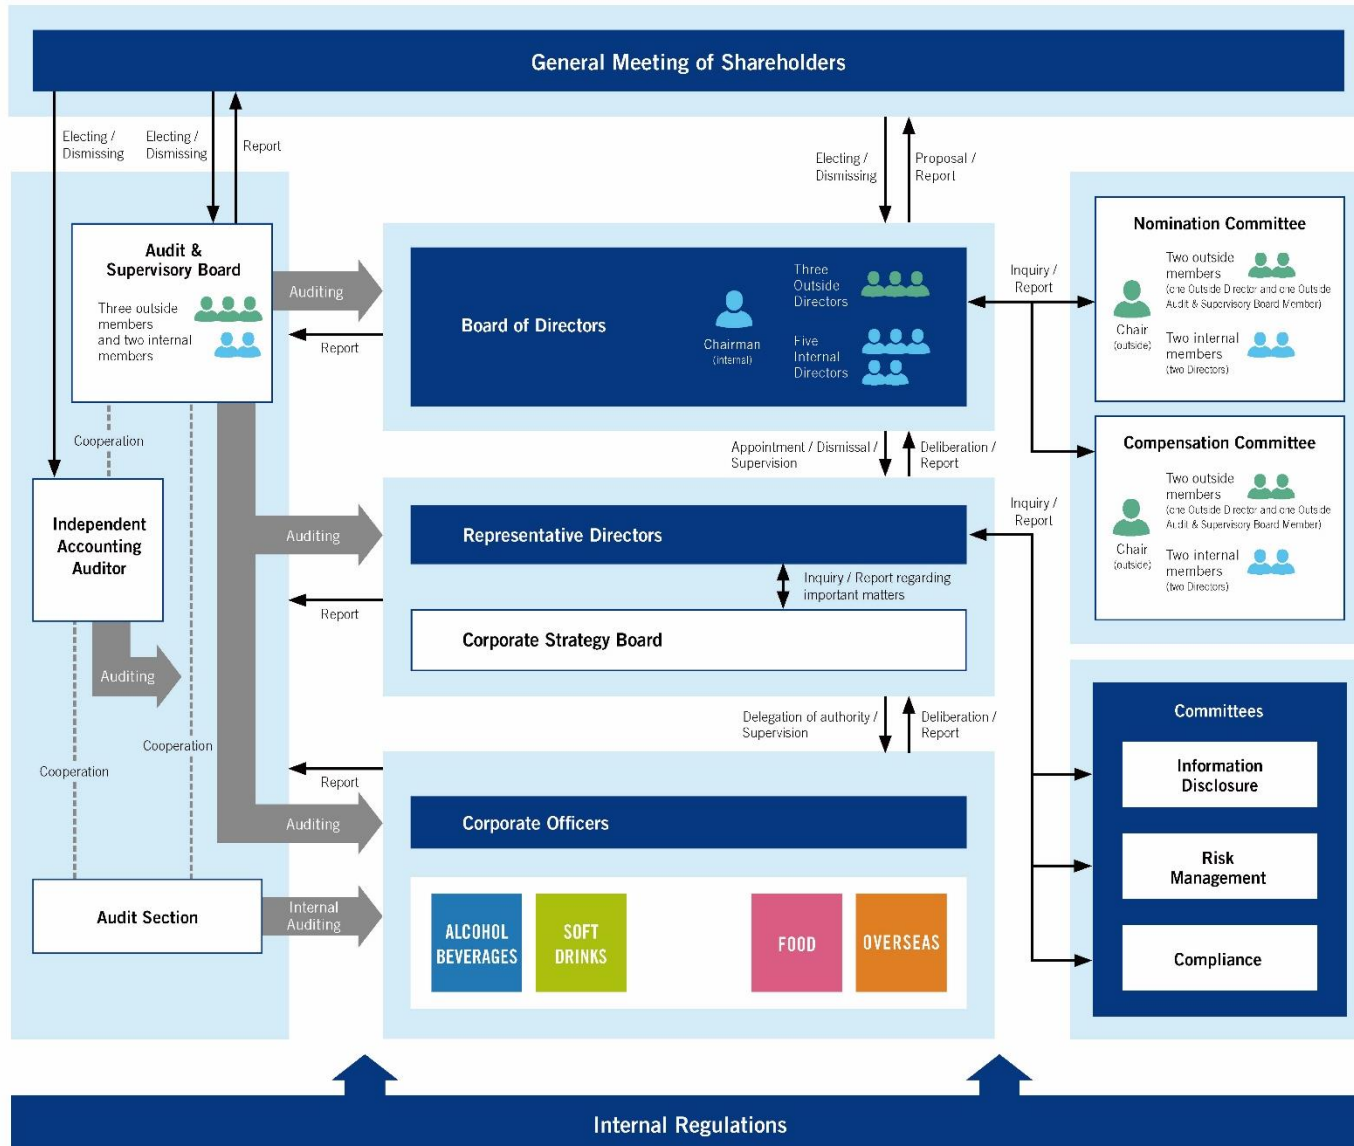 General Meeting of Shareholders
Electing /
Dismissing
Electing /
Dismissing
Report
Electing /
Dismissing
Proposal /
Report
Audit &
Supervisory Board
Three outside
members
and two internal
members
Auditing
Report
Board of Directors
Chairman
(internal)
Three
Outside
Directors
Five
Internal
Directors
Inquiry /
Report
Nomination Committee
Chair
(outside)
Two outside
members
(one Outside Director and one Outside
Audit & Supervisory Board Member)
Two internal
members
(two Directors)
Compensation Committee
Chair
(outside)
Two outside
members
(one Outside Director and one Outside
Audit & Supervisory Board Member)
Two internal
members
(two Directors)
Cooperation
Appointment / Dismissal /
Supervision
Deliberation /
Report
Independent
Accounting
Auditor
Auditing
Auditing
Report
Representative Directors
Inquiry / Report regarding
important matters
Corporate Strategy Board
Inquiry /
Report
Cooperation
Cooperation
Delegation of authority /
Supervision
Deliberation /
Report
Report
Auditing
Corporate Officers
Audit Section
Internal
Auditing
ALCOHOL
BEVERAGES
SOFT
DRINKS
FOOD
OVERSEAS
Committees
Information
Disclosure
Risk
Management
Compliance
Internal Regulations